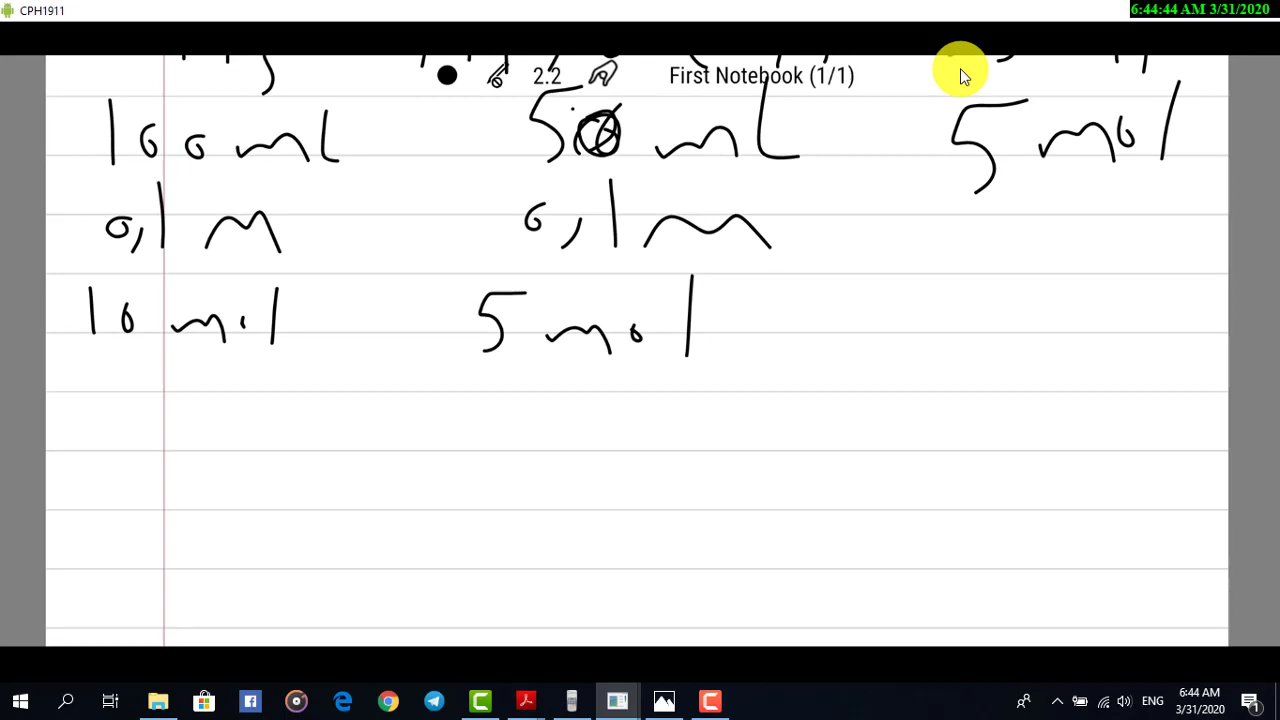 CPH1911
6:44:44 AM 3/31/2020
2.2 First Notebook (1/1)
100 mL 50 mL 5 mol
0,1 M 0,1 M
10 mol 5 mol
ENG
6:44 AM
3/31/2020
1